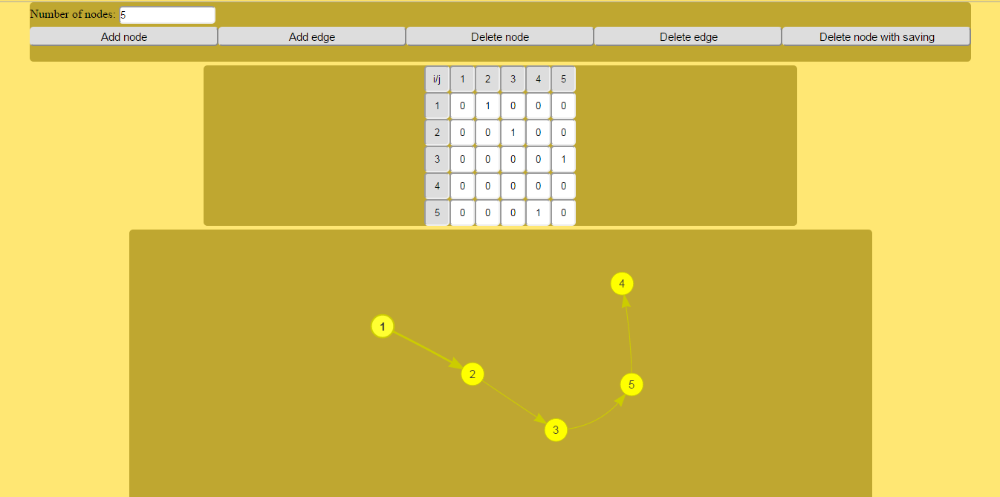 Number of nodes: 5
Add node Add edge Delete node Delete edge Delete node with saving
i/j 1 2 3 4 5
1 0 1 0 0 0
2 0 0 1 0 0
3 0 0 0 0 1
4 0 0 0 0 0
5 0 0 0 1 0
4
1
2
5
3